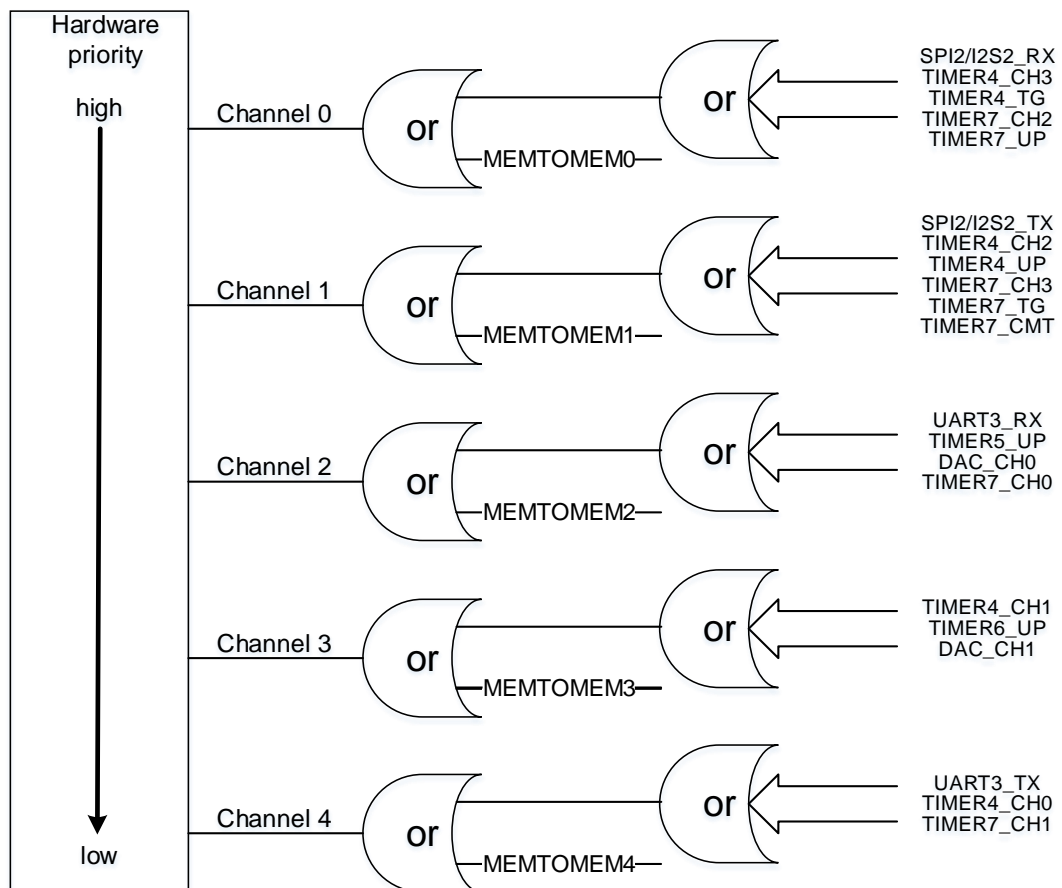 Hardware
priority
high
low
Channel 0
or
MEMTOMEM0
or
SPI2/I2S2_RX
TIMER4_CH3
TIMER4_TG
TIMER7_CH2
TIMER7_UP
Channel 1
or
MEMTOMEM1
or
SPI2/I2S2_TX
TIMER4_CH2
TIMER4_UP
TIMER7_CH3
TIMER7_TG
TIMER7_CMT
Channel 2
or
MEMTOMEM2
or
UART3_RX
TIMER5_UP
DAC_CH0
TIMER7_CH0
Channel 3
or
MEMTOMEM3
or
TIMER4_CH1
TIMER6_UP
DAC_CH1
Channel 4
or
MEMTOMEM4
or
UART3_TX
TIMER4_CH0
TIMER7_CH1